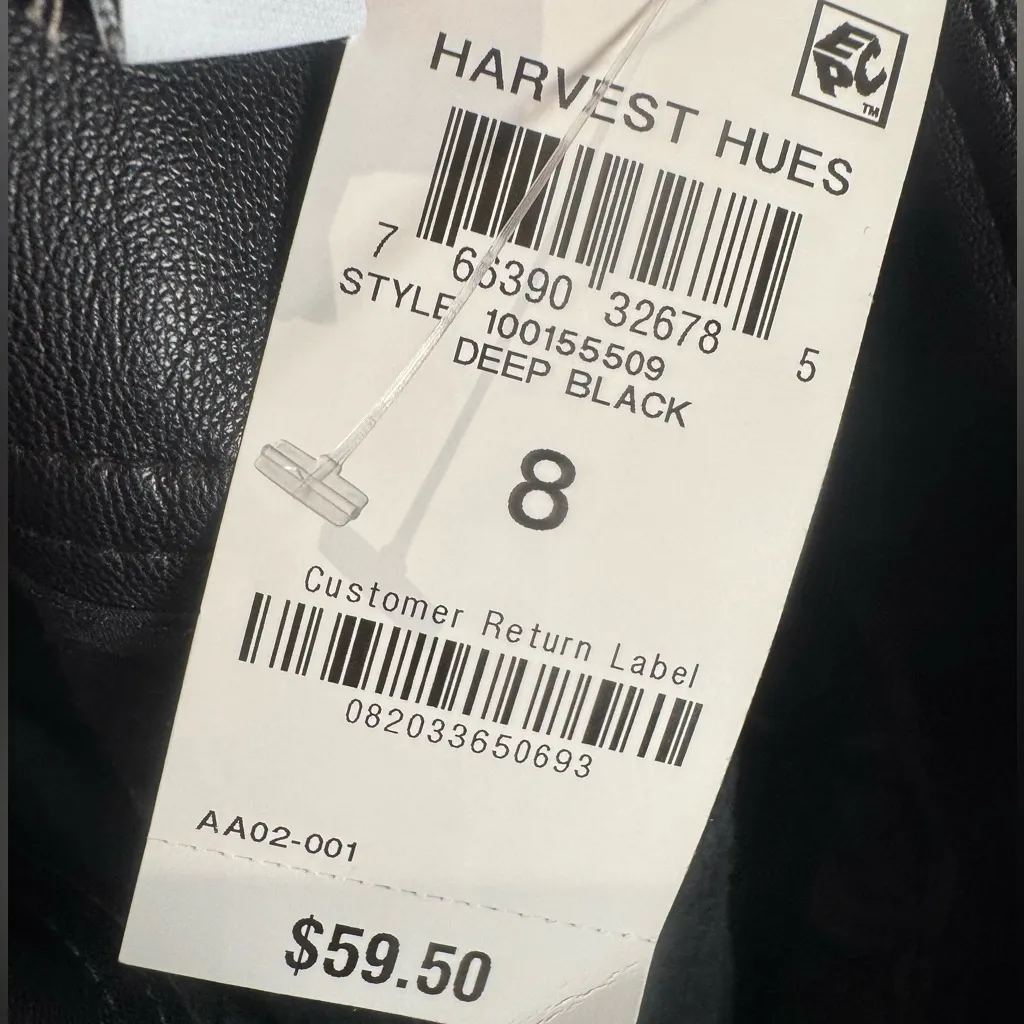 EPC™
HARVEST HUES
7 66390 32678 5
STYLE 100155509
DEEP BLACK
8
Customer Return Label
082033650693
AA02-001
$59.50